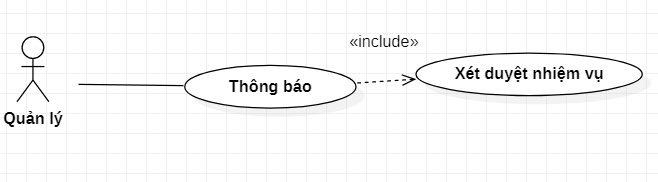 «include»
Xét duyệt nhiệm vụ
Thông báo
Quản lý